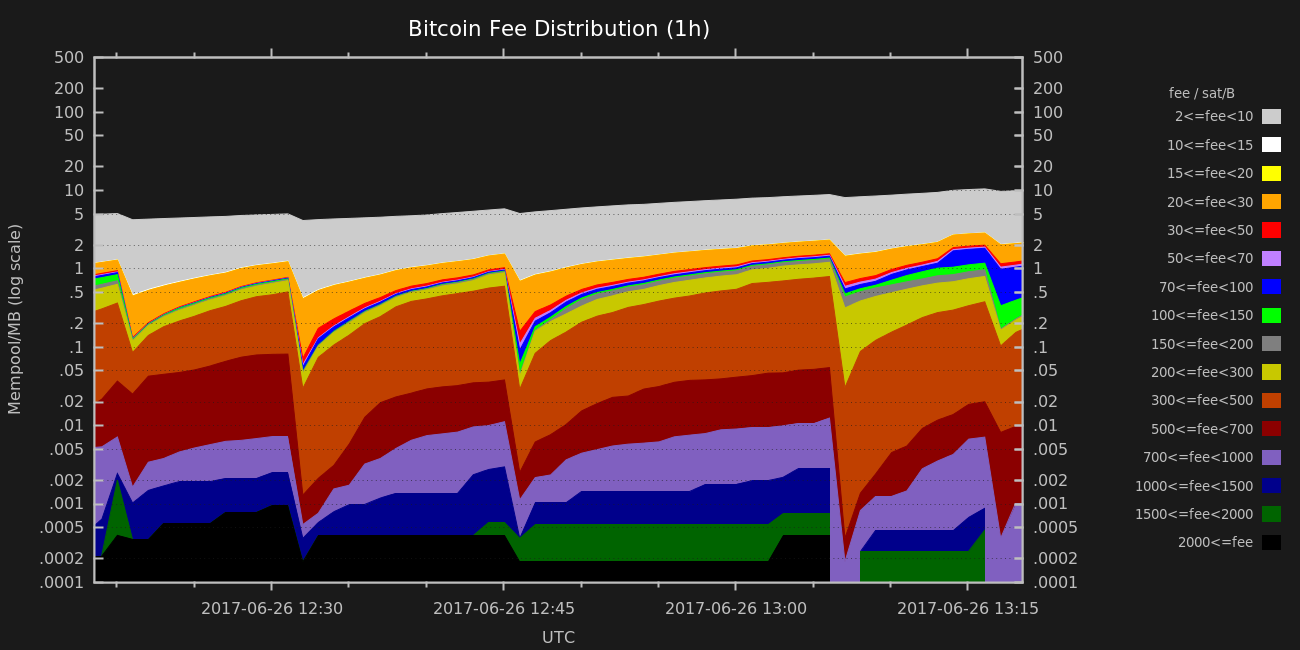 Bitcoin Fee Distribution (1h)
Mempool/MB (log scale)
500
200
100
50
20
10
5
2
1
.5
.2
.1
.05
.02
.01
.005
.002
.001
.0005
.0002
.0001
500
200
100
50
20
10
5
2
1
.5
.2
.1
.05
.02
.01
.005
.002
.001
.0005
.0002
.0001
2017-06-26 12:30
2017-06-26 12:45
2017-06-26 13:00
2017-06-26 13:15
UTC
fee / sat/B
2<=fee<10
10<=fee<15
15<=fee<20
20<=fee<30
30<=fee<50
50<=fee<70
70<=fee<100
100<=fee<150
150<=fee<200
200<=fee<300
300<=fee<500
500<=fee<700
700<=fee<1000
1000<=fee<1500
1500<=fee<2000
2000<=fee